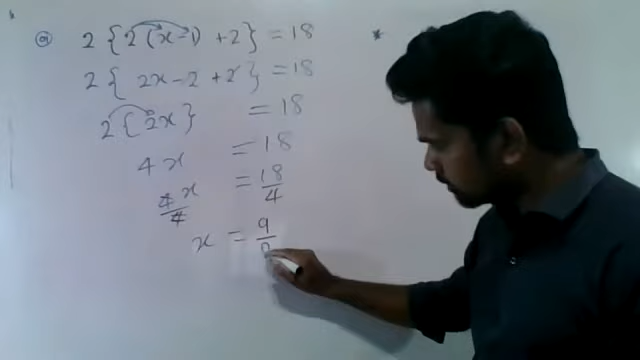 a) 2 { 2 (x-1) +2 } = 18
2 { 2x-2 +2 } = 18
2 { 2x } = 18
4x = 18
4x/4 = 18/4
x = 9/